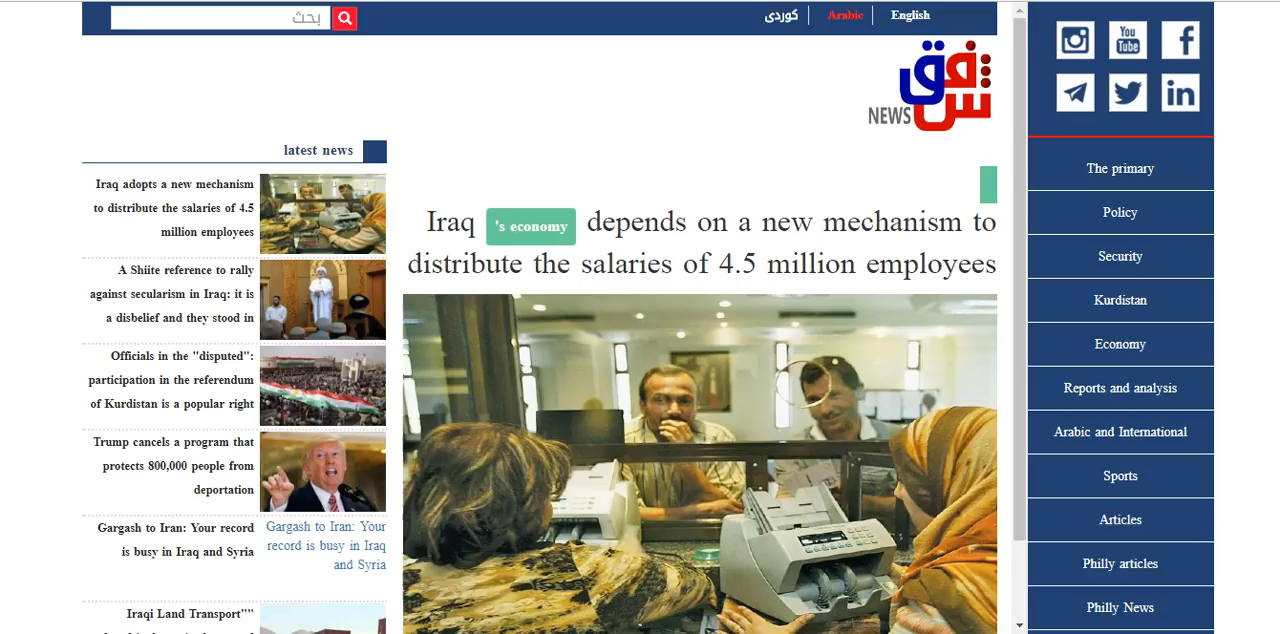 بحث
كوردی
Arabic
English
شفق
NEWS
You
Tube
f
in
latest news
Iraq adopts a new mechanism
to distribute the salaries of 4.5
million employees
A Shiite reference to rally
against secularism in Iraq: it is
a disbelief and they stood in
Officials in the "disputed":
participation in the referendum
of Kurdistan is a popular right
Trump cancels a program that
protects 800,000 people from
deportation
Gargash to Iran: Your record
is busy in Iraq and Syria
Gargash to Iran: Your
record is busy in Iraq
and Syria
Iraqi Land Transport""
Iraq 's economy depends on a new mechanism to
distribute the salaries of 4.5 million employees
The primary
Policy
Security
Kurdistan
Economy
Reports and analysis
Arabic and International
Sports
Articles
Philly articles
Philly News